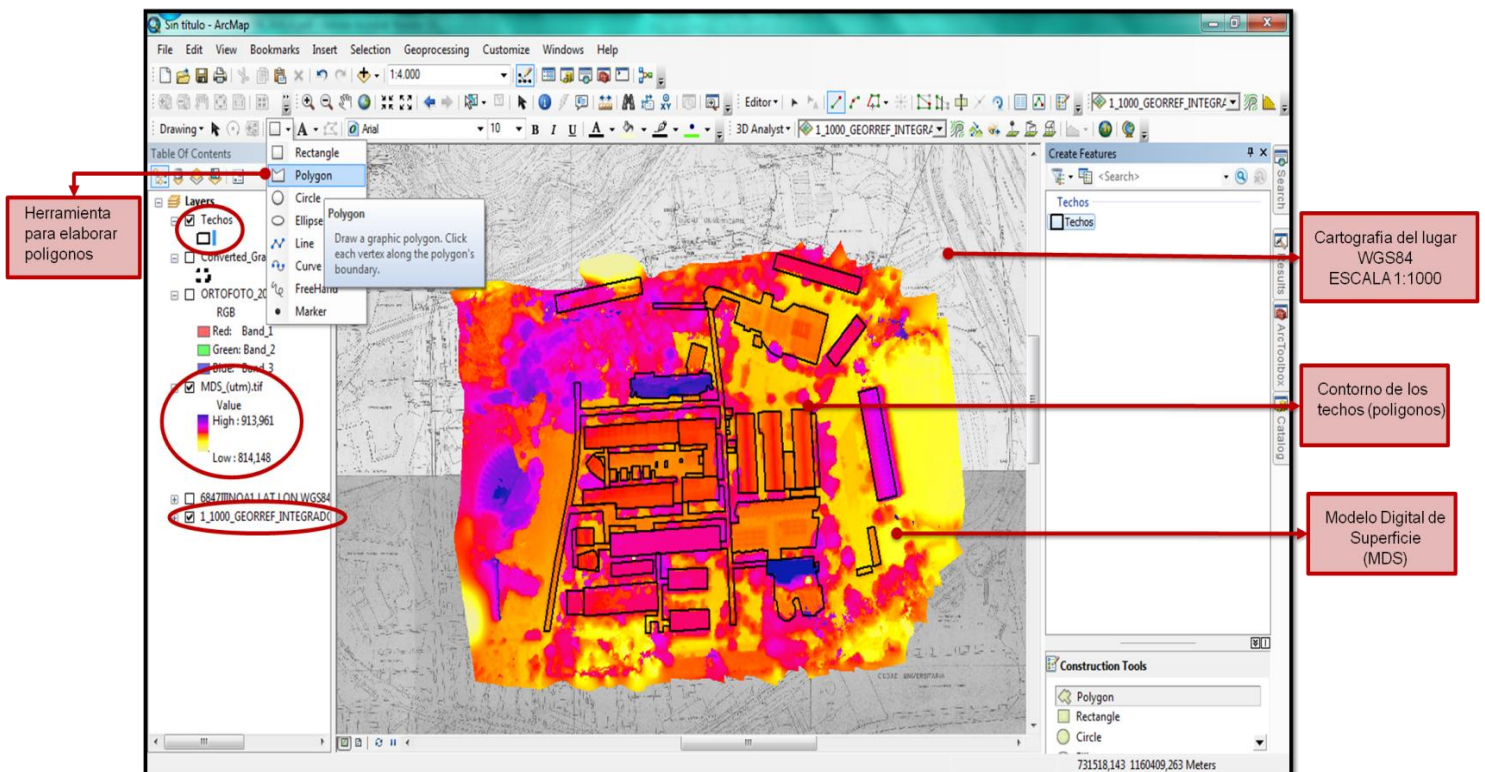 Sin título - ArcMap
File Edit View Bookmarks Insert Selection Geoprocessing Customize Windows Help
1:4.000
Editor
1_1000_GEORREF_INTEGRA
Drawing
A
Arial
10
B I U A
3D Analyst
1_1000_GEORREF_INTEGRA
Table Of Contents
Layers
Techos
Converted_Gra
ORTOFOTO_20
RGB
Red: Band_1
Green: Band_2
Blue: Band_3
MDS_(utm).tif
Value
High : 913,961
Low : 814,148
6847IIINOA1 LAT LON WGS84
1_1000_GEORREF_INTEGRADO
Rectangle
Polygon
Circle
Ellipse
Line
Curve
FreeHand
Marker
Polygon
Draw a graphic polygon. Click
each vertex along the polygon's
boundary.
Create Features
<Search>
Techos
Techos
Search
Results
ArcToolbox
Catalog
Construction Tools
Polygon
Rectangle
Circle
731518,143 1160409,263 Meters
Herramienta
para elaborar
poligonos
Cartografia del lugar
WGS84
ESCALA 1:1000
Contorno de los
techos (poligonos)
Modelo Digital de
Superficie
(MDS)